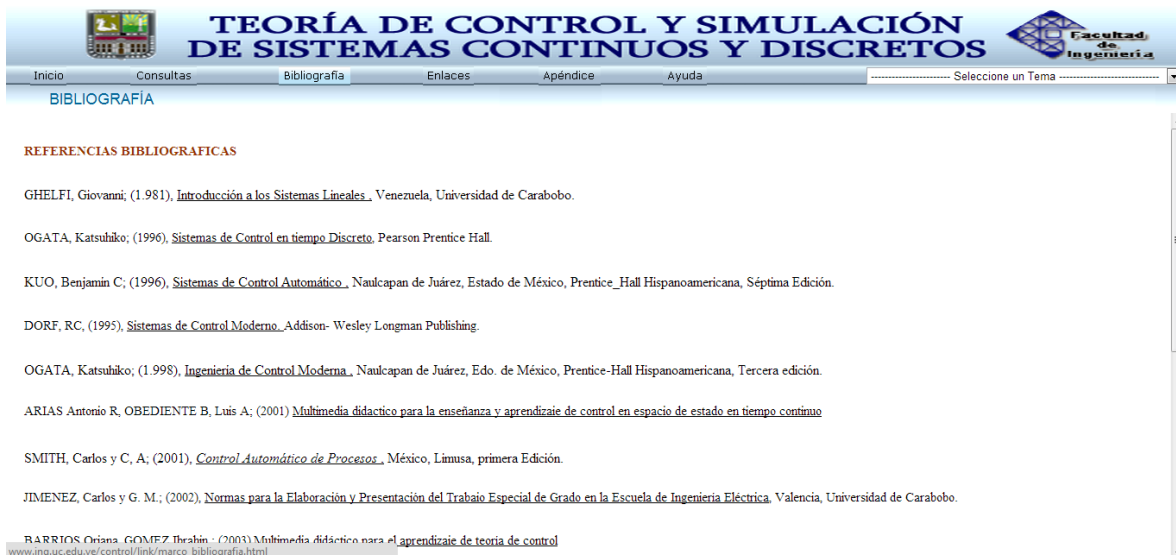 TEORÍA DE CONTROL Y SIMULACIÓN
DE SISTEMAS CONTINUOS Y DISCRETOS
Facultad
de
Ingeniería
Inicio Consultas Bibliografía Enlaces Apéndice Ayuda ----------------------- Seleccione un Tema -----------------------------
BIBLIOGRAFÍA
REFERENCIAS BIBLIOGRAFICAS
GHELFI, Giovanni; (1.981), Introducción a los Sistemas Lineales , Venezuela, Universidad de Carabobo.
OGATA, Katsuhiko; (1996), Sistemas de Control en tiempo Discreto, Pearson Prentice Hall.
KUO, Benjamin C; (1996), Sistemas de Control Automático , Naulcapan de Juárez, Estado de México, Prentice_Hall Hispanoamericana, Séptima Edición.
DORF, RC, (1995), Sistemas de Control Moderno. Addison- Wesley Longman Publishing.
OGATA, Katsuhiko; (1.998), Ingenieria de Control Moderna , Naulcapan de Juárez, Edo. de México, Prentice-Hall Hispanoamericana, Tercera edición.
ARIAS Antonio R, OBEDIENTE B, Luis A; (2001) Multimedia didactico para la enseñanza y aprendizaje de control en espacio de estado en tiempo continuo
SMITH, Carlos y C, A; (2001), Control Automático de Procesos , México, Limusa, primera Edición.
JIMENEZ, Carlos y G. M.; (2002), Normas para la Elaboración y Presentación del Trabajo Especial de Grado en la Escuela de Ingeniería Eléctrica, Valencia, Universidad de Carabobo.
BARRIOS Oriana, GOMEZ Ibrahin ; (2003) Multimedia didáctico para el aprendizaje de teoria de control
www.ing.uc.edu.ve/control/link/marco_bibliografia.html